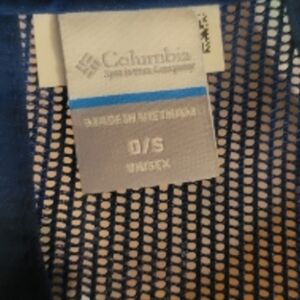 Columbia
Sportswear Company
MADE IN VIETNAM
O/S
UNISEX